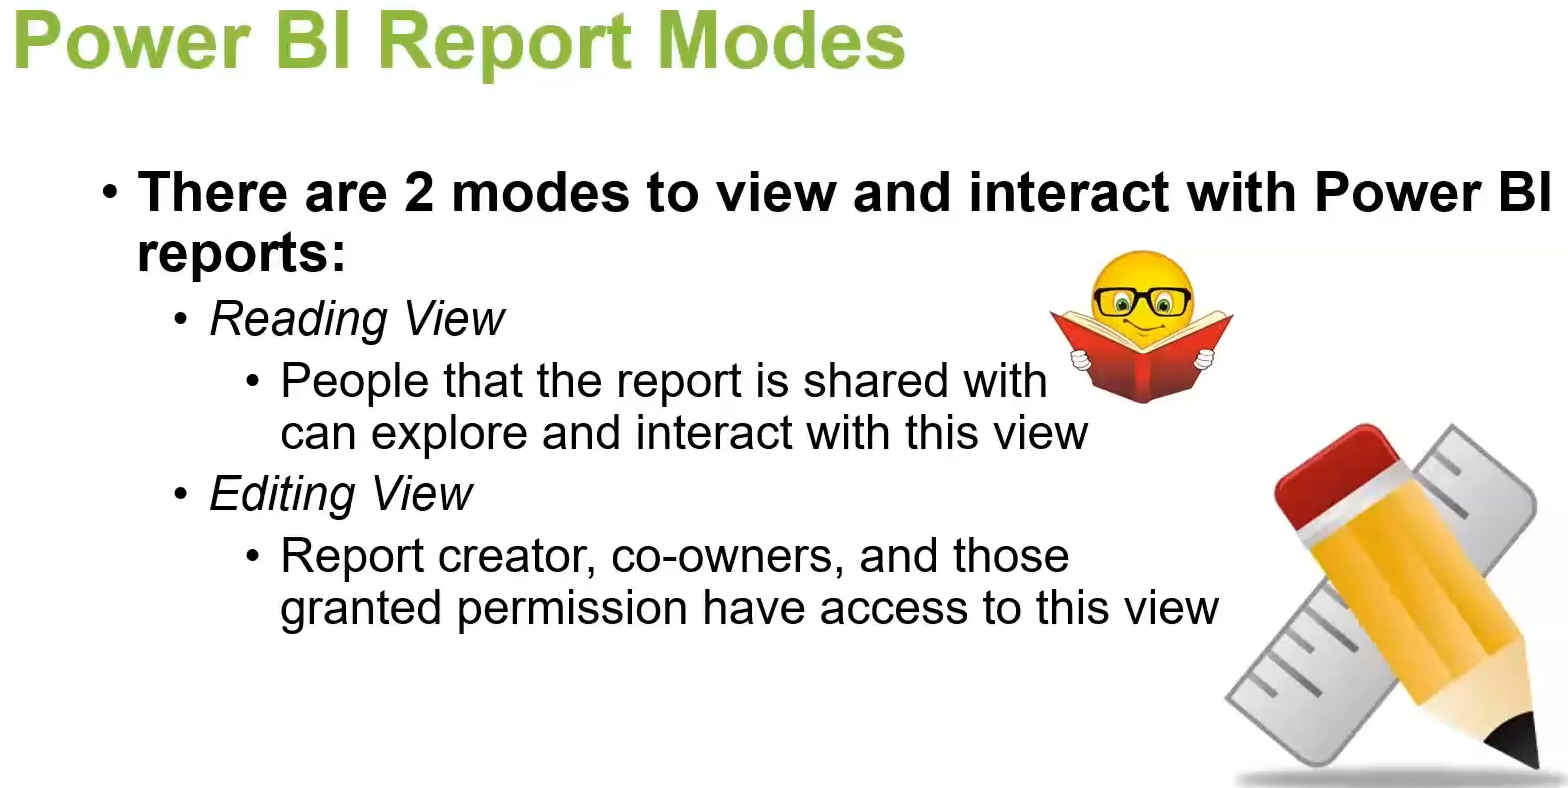 Power BI Report Modes
• There are 2 modes to view and interact with Power BI
reports:
• Reading View
• People that the report is shared with
can explore and interact with this view
• Editing View
• Report creator, co-owners, and those
granted permission have access to this view